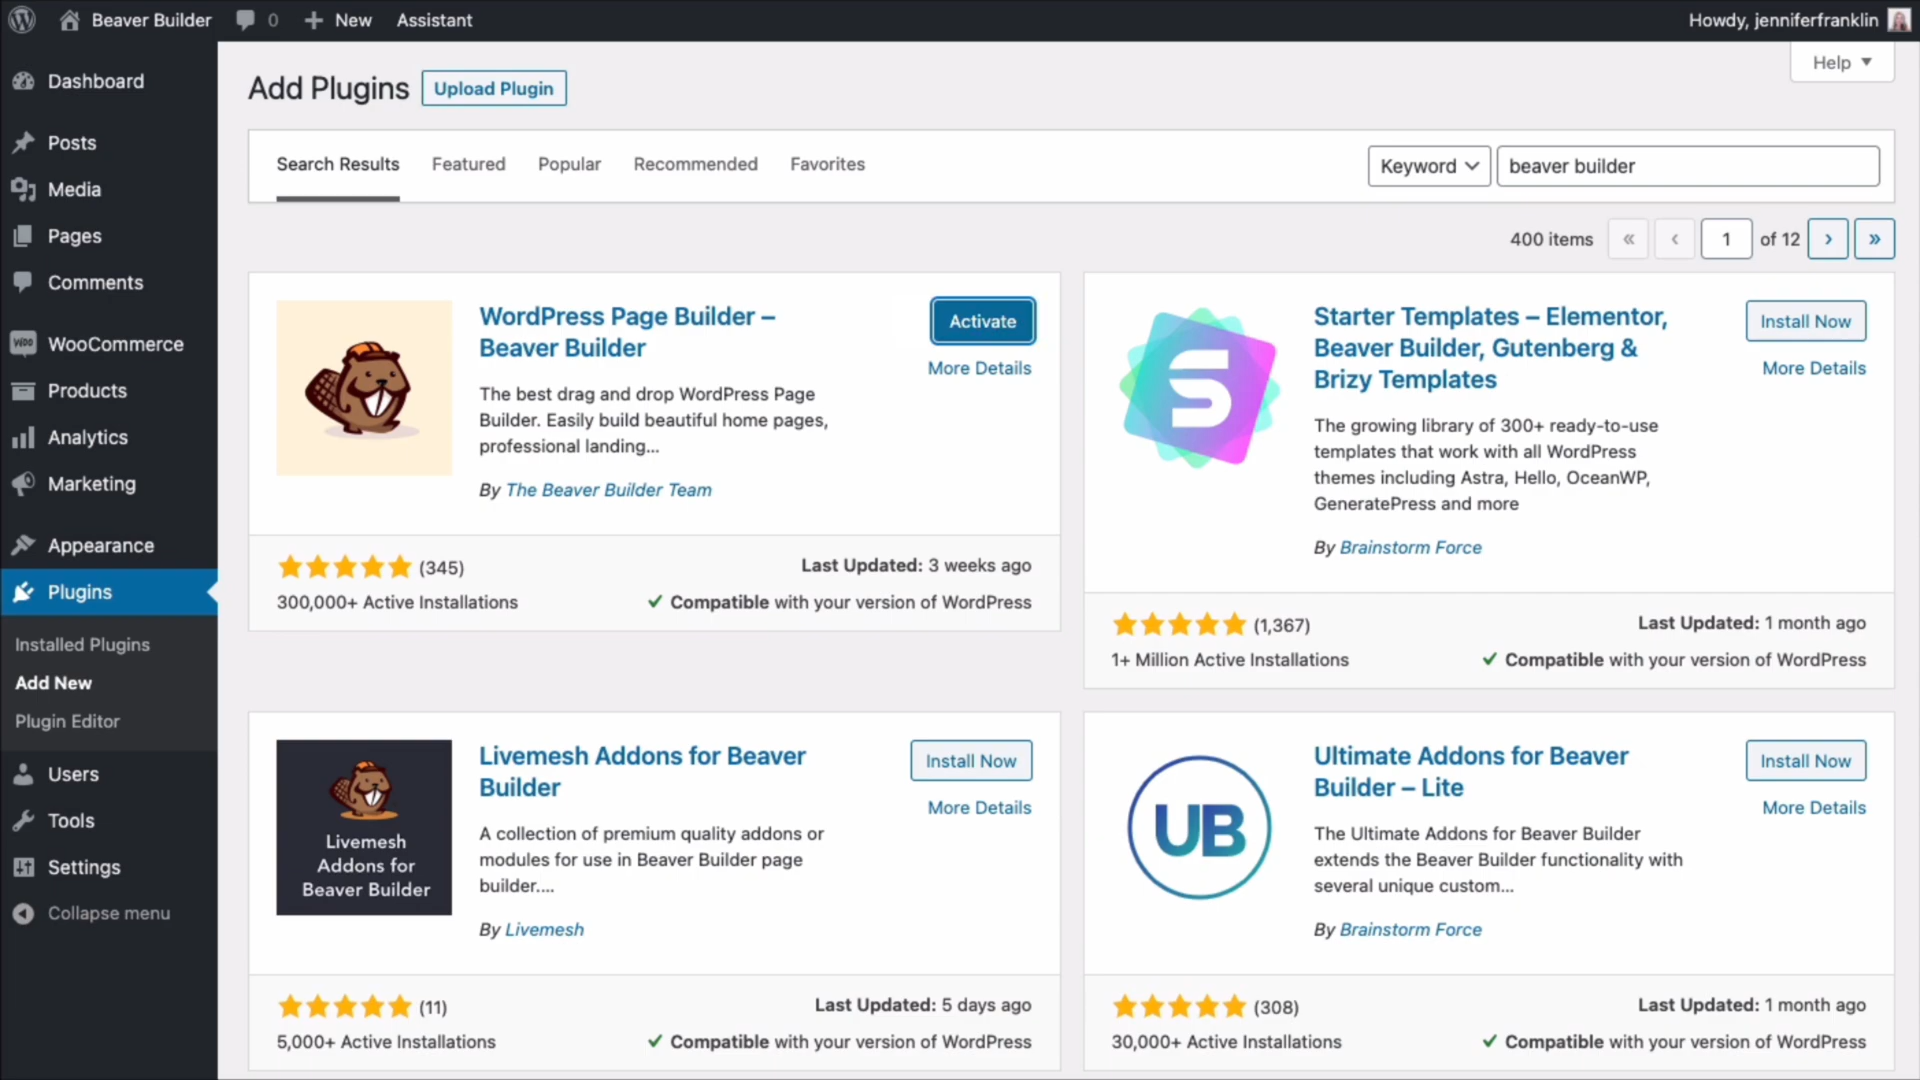 Beaver Builder
0
New
Assistant
Howdy, jenniferfranklin
Dashboard
Posts
Media
Pages
Comments
WOO
WooCommerce
Products
Analytics
Marketing
Appearance
Plugins
Installed Plugins
Add New
Plugin Editor
Users
Tools
Settings
Collapse menu
Help
Add Plugins
Upload Plugin
Search Results
Featured
Popular
Recommended
Favorites
Keyword
beaver builder
400 items
«
‹
1
of 12
›
»
WordPress Page Builder –
Beaver Builder
Activate
More Details
The best drag and drop WordPress Page
Builder. Easily build beautiful home pages,
professional landing...
By The Beaver Builder Team
(345)
Last Updated: 3 weeks ago
300,000+ Active Installations
Compatible with your version of WordPress
S
Starter Templates – Elementor,
Beaver Builder, Gutenberg &
Brizy Templates
Install Now
More Details
The growing library of 300+ ready-to-use
templates that work with all WordPress
themes including Astra, Hello, OceanWP,
GeneratePress and more
By Brainstorm Force
(1,367)
Last Updated: 1 month ago
1+ Million Active Installations
Compatible with your version of WordPress
Livemesh
Addons for
Beaver Builder
Livemesh Addons for Beaver
Builder
Install Now
More Details
A collection of premium quality addons or
modules for use in Beaver Builder page
builder....
By Livemesh
(11)
Last Updated: 5 days ago
5,000+ Active Installations
Compatible with your version of WordPress
UB
Ultimate Addons for Beaver
Builder – Lite
Install Now
More Details
The Ultimate Addons for Beaver Builder
extends the Beaver Builder functionality with
several unique custom...
By Brainstorm Force
(308)
Last Updated: 1 month ago
30,000+ Active Installations
Compatible with your version of WordPress